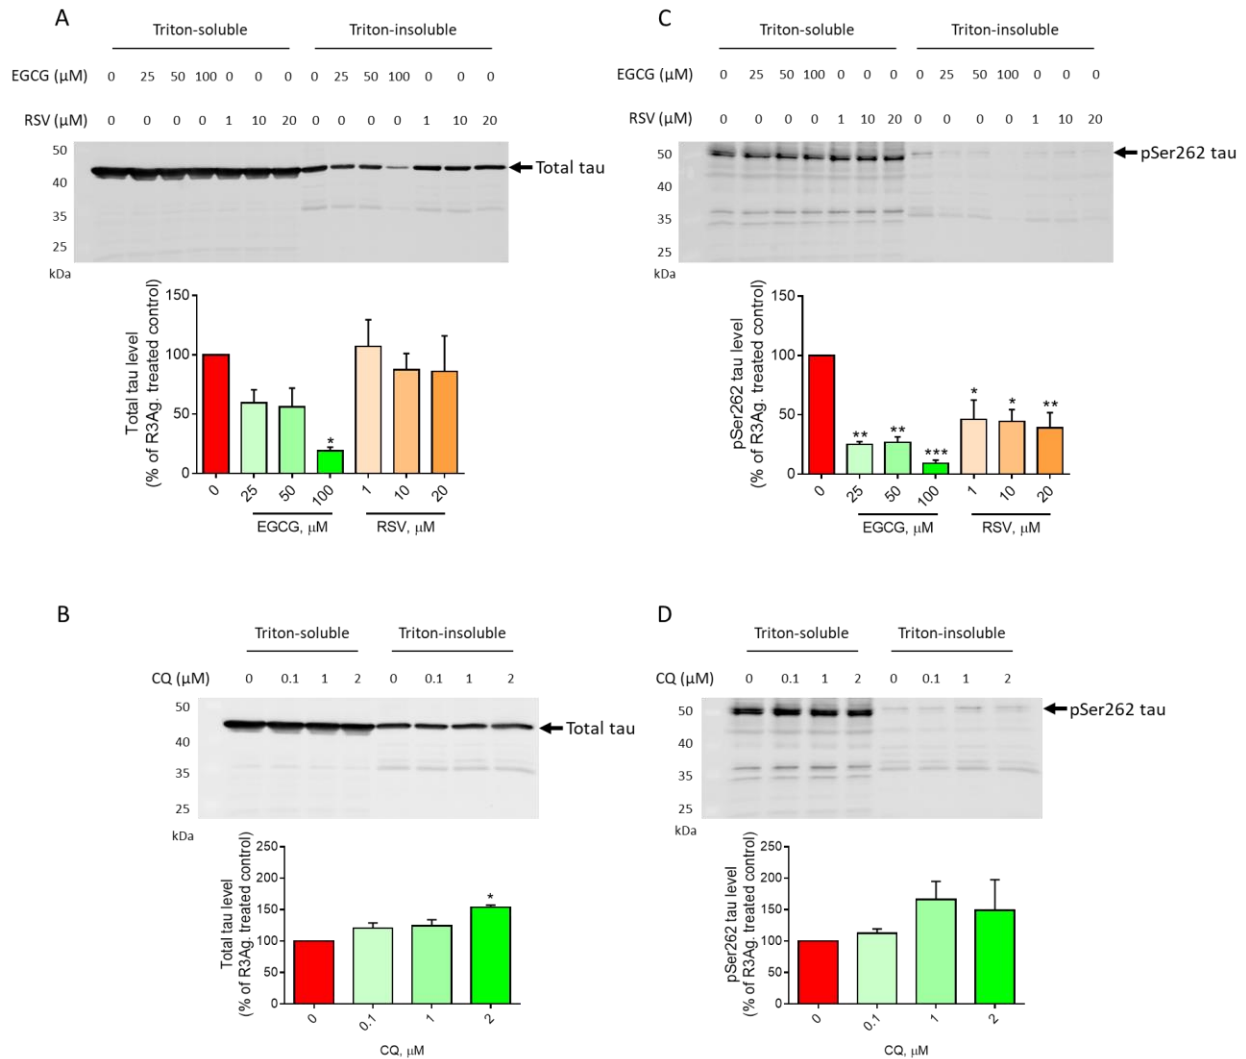 A
Triton-soluble Triton-insoluble
EGCG (µM) 0 25 50 100 0 0 0 0 25 50 100 0 0 0
RSV (µM) 0 0 0 0 1 10 20 0 0 0 0 1 10 20
50
Total tau
40
35
25
kDa
Total tau level
(% of R3Ag. treated control)
150
100
50
0
*
0 25 50 100 1 10 20
EGCG, µM RSV, µM
C
Triton-soluble Triton-insoluble
EGCG (µM) 0 25 50 100 0 0 0 0 25 50 100 0 0 0
RSV (µM) 0 0 0 0 1 10 20 0 0 0 0 1 10 20
50
pSer262 tau
40
35
25
kDa
pSer262 tau level
(% of R3Ag. treated control)
150
100
50
0
** ** *** * * **
0 25 50 100 1 10 20
EGCG, µM RSV, µM
B
Triton-soluble Triton-insoluble
CQ (µM) 0 0.1 1 2 0 0.1 1 2
50
Total tau
40
35
25
kDa
Total tau level
(% of R3Ag. treated control)
250
200
150
100
50
0
*
0 0.1 1 2
CQ, µM
D
Triton-soluble Triton-insoluble
CQ (µM) 0 0.1 1 2 0 0.1 1 2
50
pSer262 tau
40
35
25
kDa
pSer262 tau level
(% of R3Ag. treated control)
250
200
150
100
50
0
0 0.1 1 2
CQ, µM